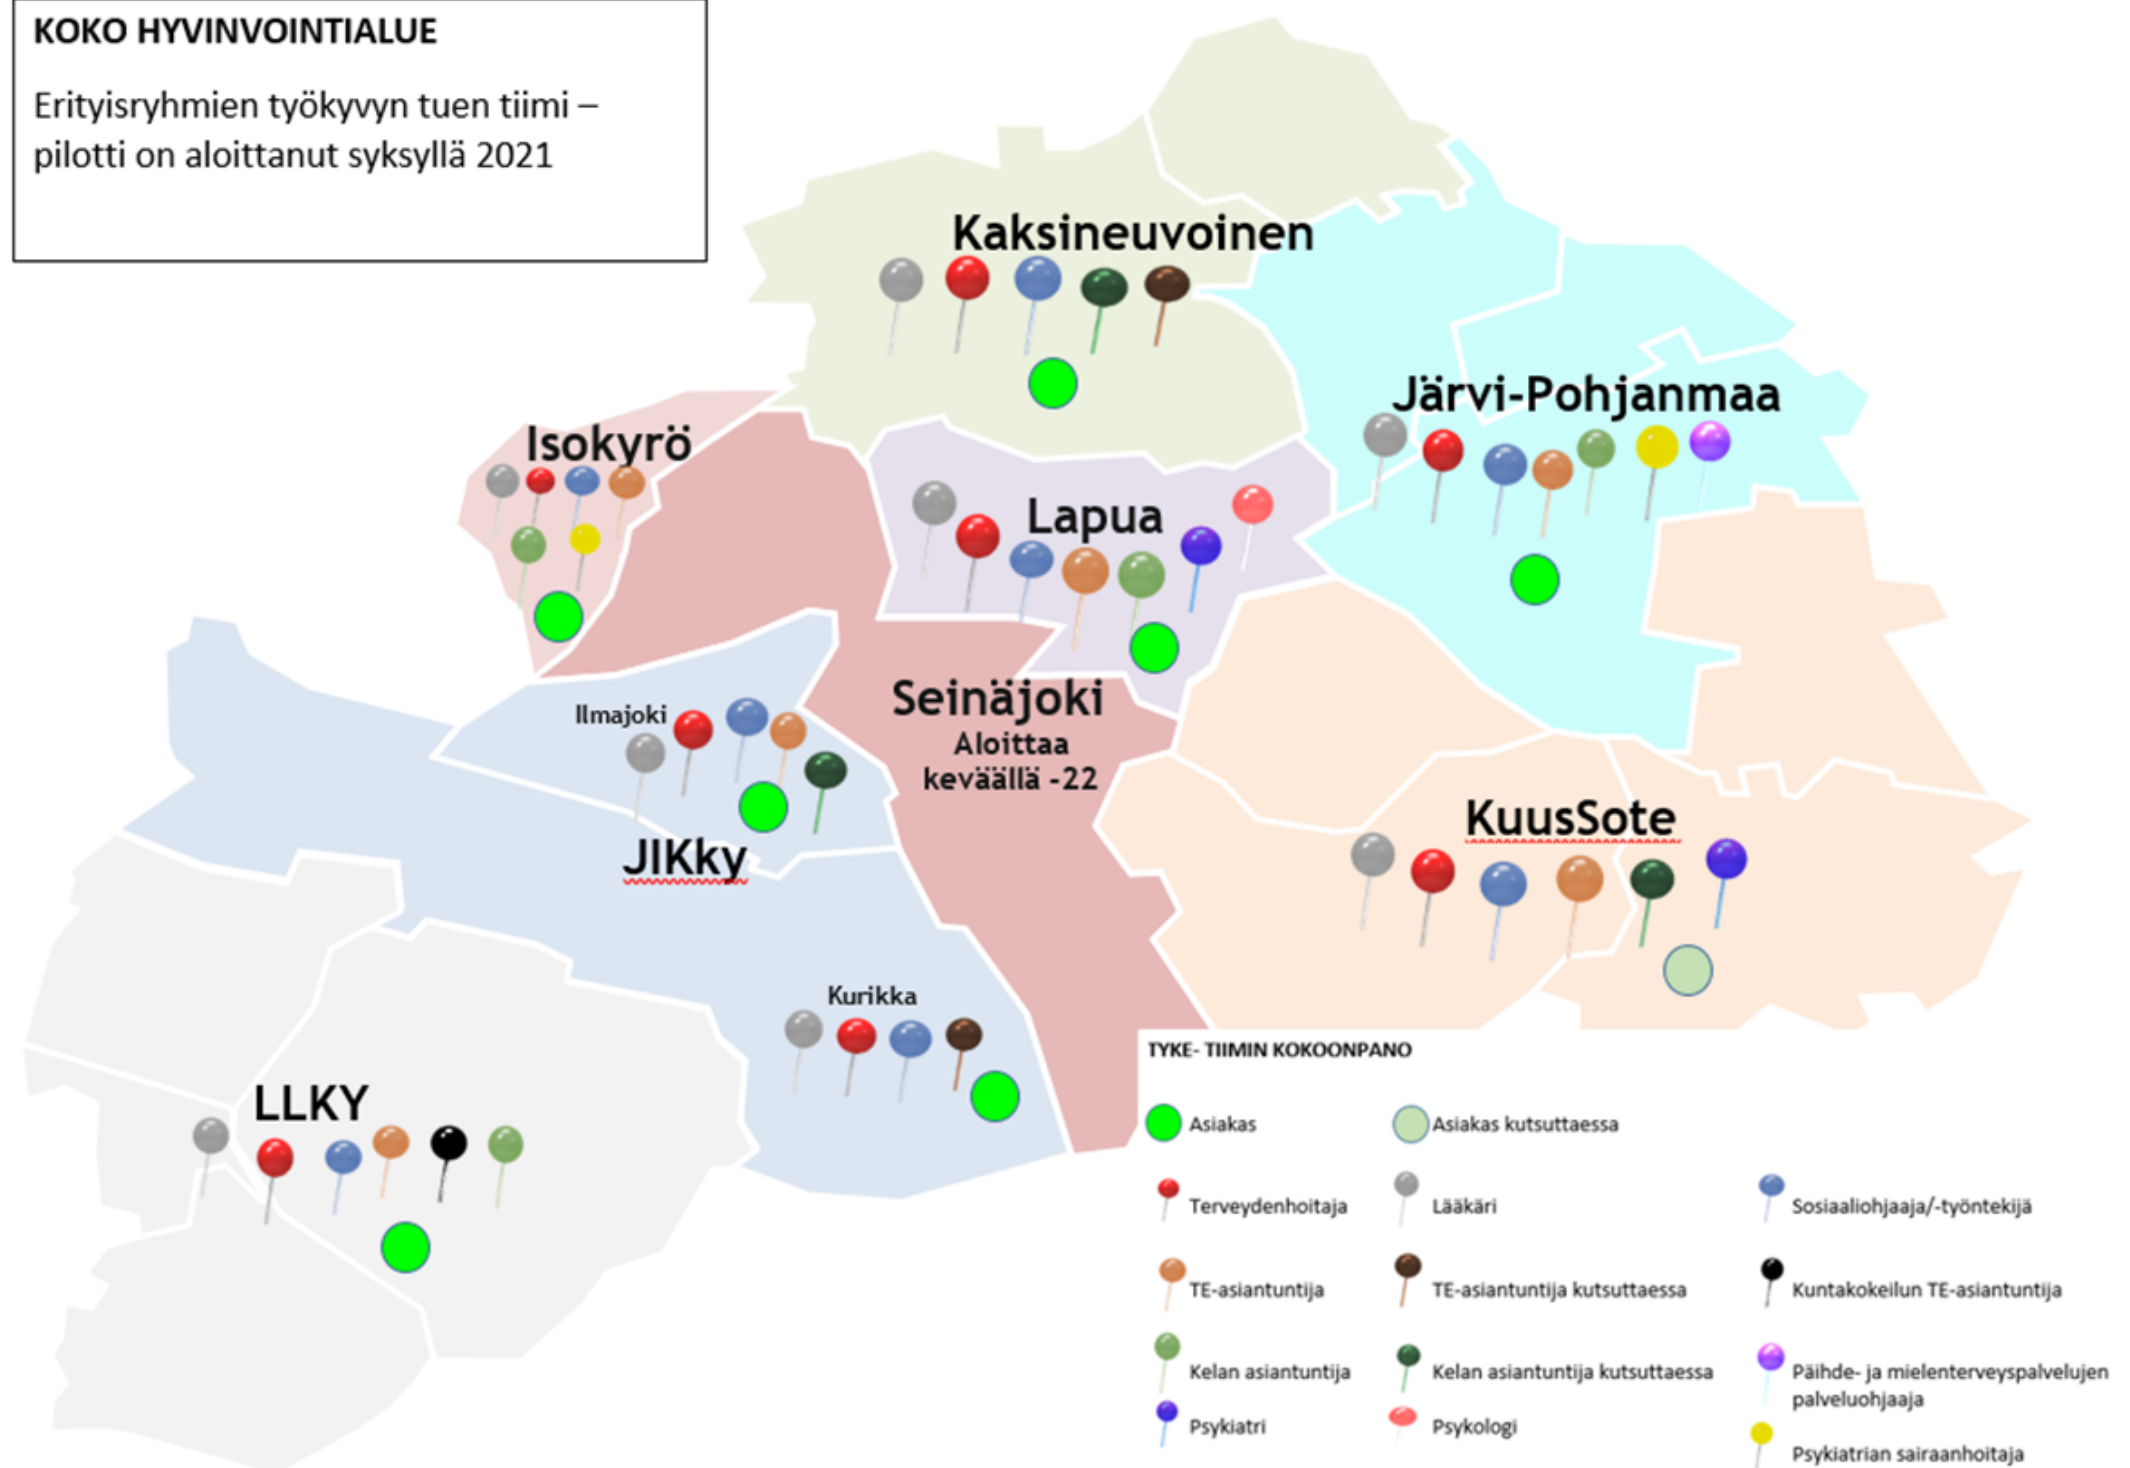 KOKO HYVINVOINTIALUE
Erityisryhmien työkyvyn tuen tiimi –
pilotti on aloittanut syksyllä 2021
Kaksineuvoinen
Järvi-Pohjanmaa
Isokyrö
Lapua
Seinäjoki
Aloittaa
keväällä -22
Ilmajoki
JIKky
KuusSote
Kurikka
LLKY
TYKE- TIIMIN KOKOONPANO
Asiakas
Asiakas kutsuttaessa
Terveydenhoitaja
Lääkäri
Sosiaaliohjaaja/-työntekijä
TE-asiantuntija
TE-asiantuntija kutsuttaessa
Kuntakokeilun TE-asiantuntija
Kelan asiantuntija
Kelan asiantuntija kutsuttaessa
Päihde- ja mielenterveyspalvelujen
palveluohjaaja
Psykiatri
Psykologi
Psykiatrian sairaanhoitaja